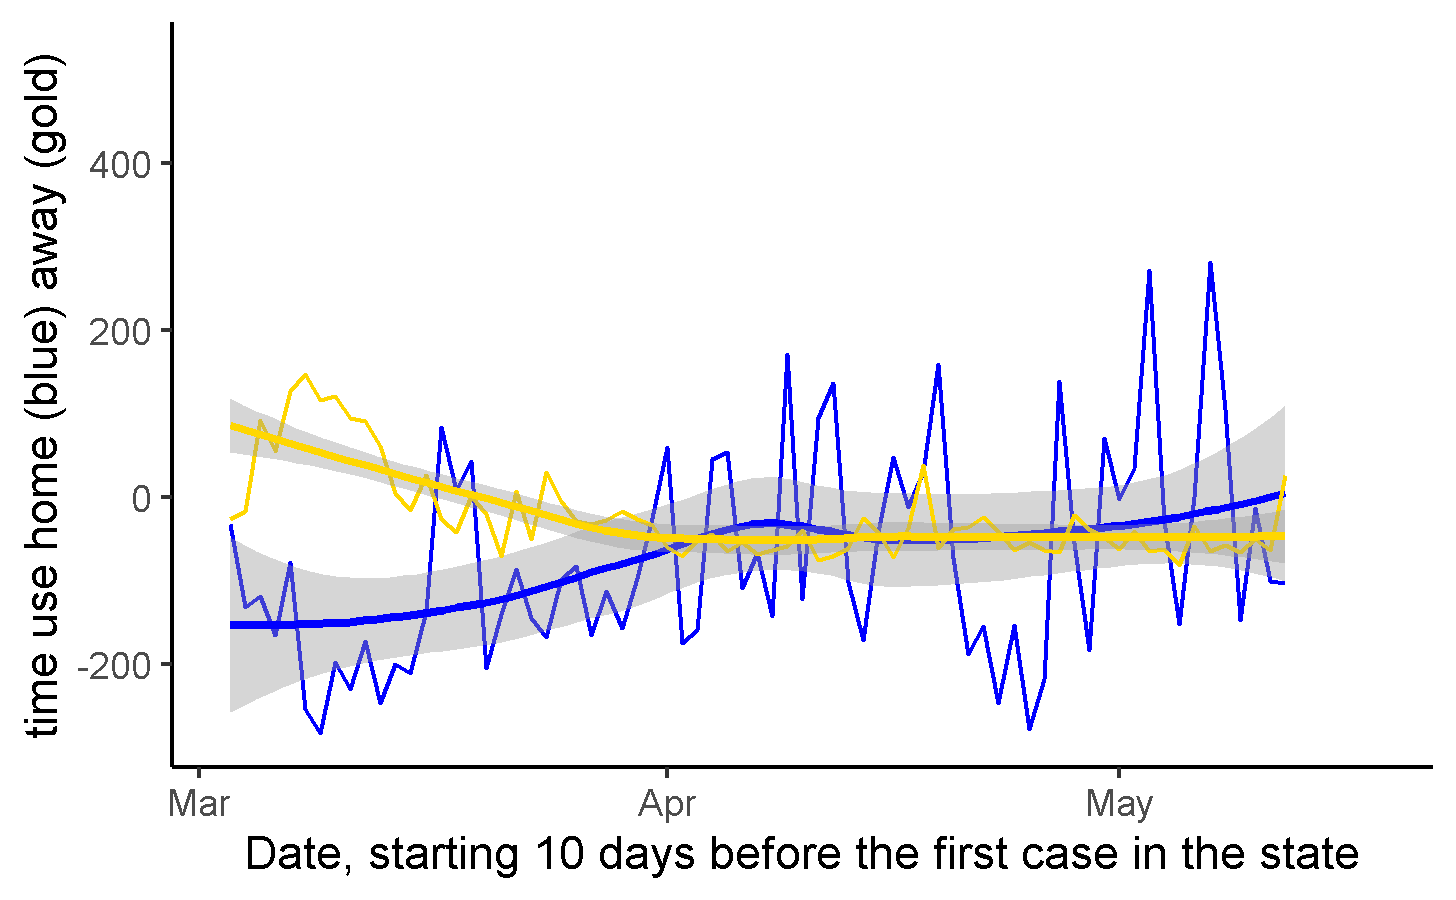 time use home (blue) away (gold)
400
200
0
-200
Mar
Apr
May
Date, starting 10 days before the first case in the state